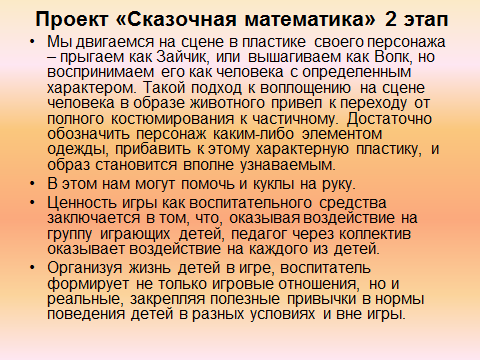 Проект «Сказочная математика» 2 этап
• Мы двигаемся на сцене в пластике своего персонажа
– прыгаем как Зайчик, или вышагиваем как Волк, но
воспринимаем его как человека с определенным
характером. Такой подход к воплощению на сцене
человека в образе животного привел к переходу от
полного костюмирования к частичному. Достаточно
обозначить персонаж каким-либо элементом
одежды, прибавить к этому характерную пластику, и
образ становится вполне узнаваемым.
• В этом нам могут помочь и куклы на руку.
• Ценность игры как воспитательного средства
заключается в том, что, оказывая воздействие на
группу играющих детей, педагог через коллектив
оказывает воздействие на каждого из детей.
• Организуя жизнь детей в игре, воспитатель
формирует не только игровые отношения, но и
реальные, закрепляя полезные привычки в нормы
поведения детей в разных условиях и вне игры.